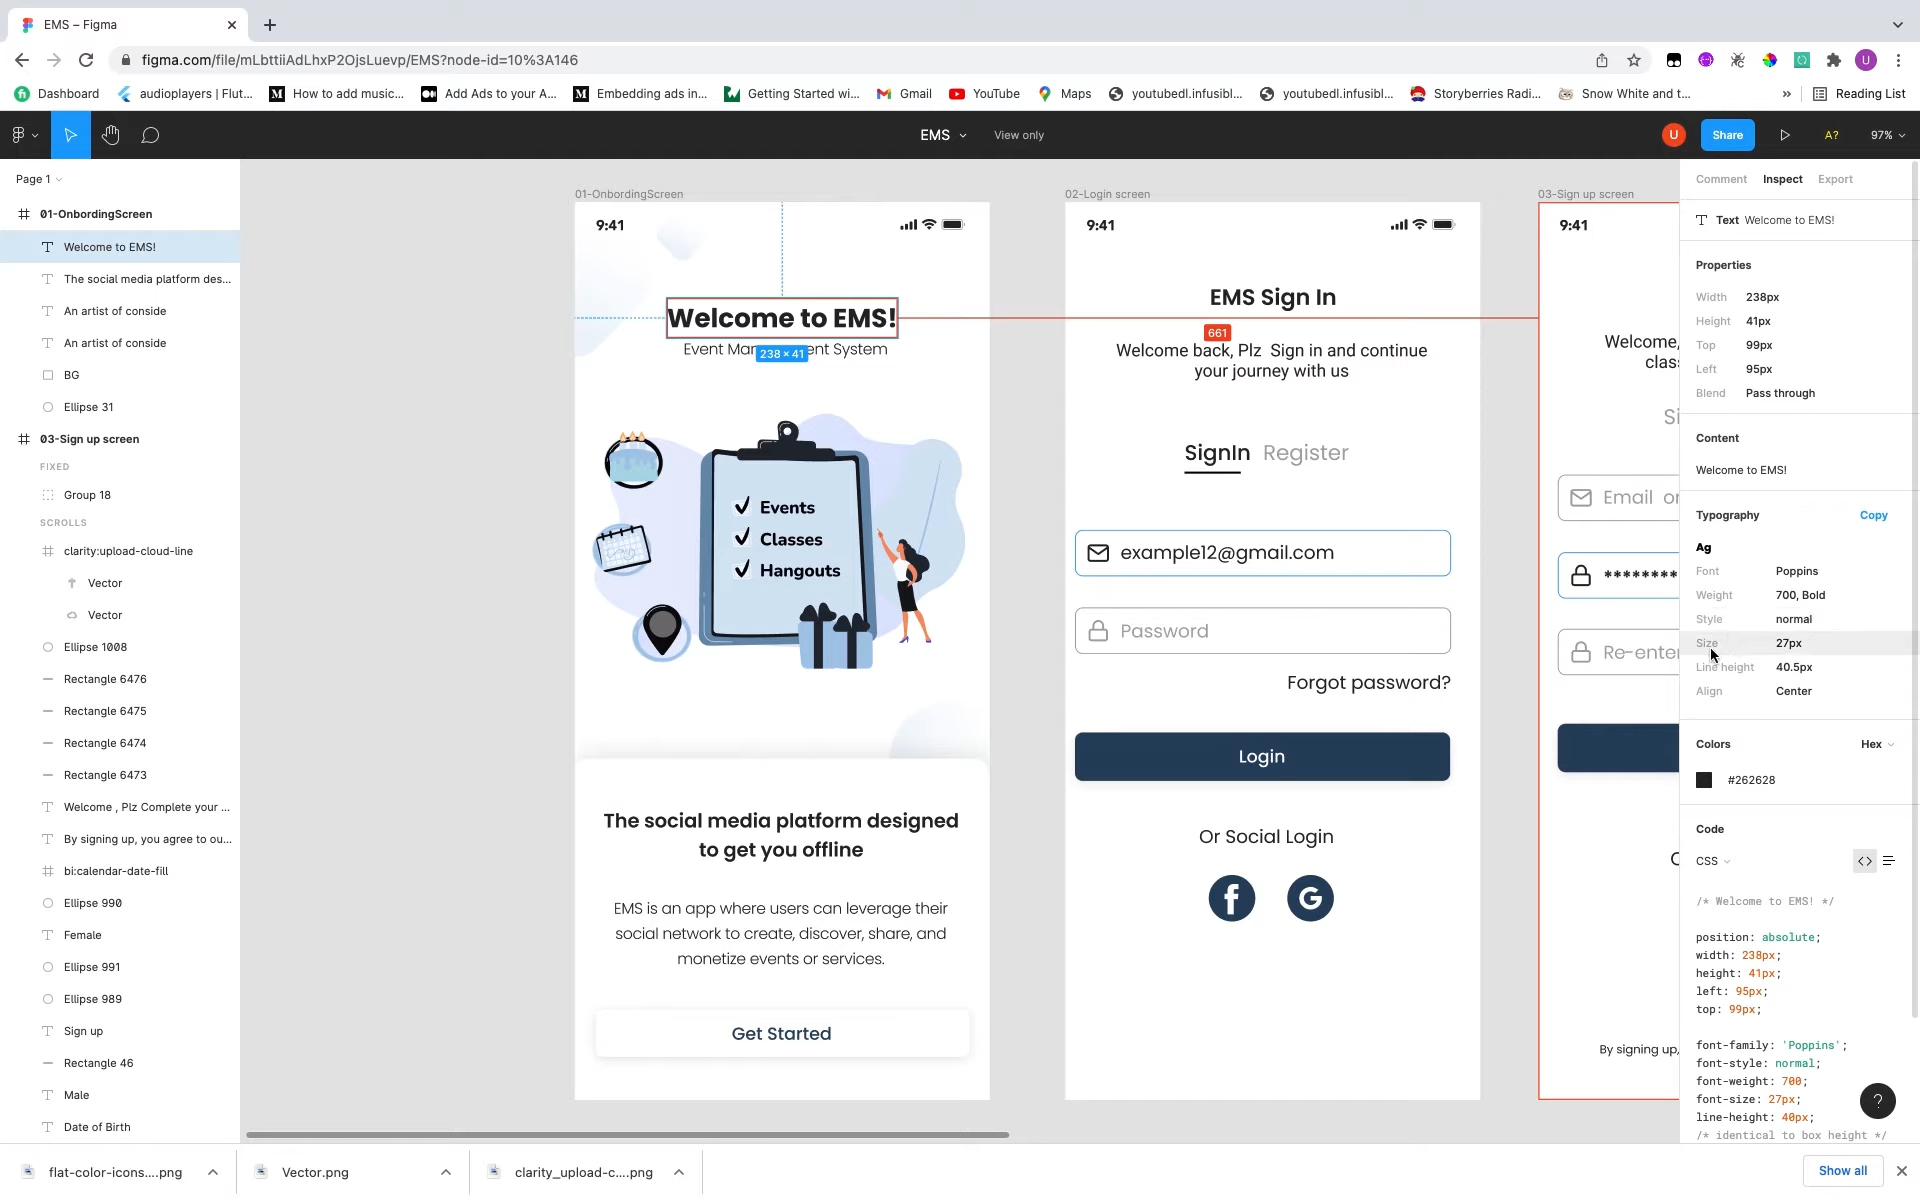 EMS – Figma
figma.com/file/mLbttiiAdLhxP2OjsLuevp/EMS?node-id=10%3A146
U
Dashboard
audioplayers | Flut...
How to add music...
Add Ads to your A...
Embedding ads in...
Getting Started wi...
Gmail
YouTube
Maps
youtubedl.infusibl...
youtubedl.infusibl...
Storyberries Radi...
Snow White and t...
»
Reading List
EMS
View only
U
Share
A?
97%
Page 1
01-OnbordingScreen
Welcome to EMS!
The social media platform des...
An artist of conside
An artist of conside
BG
Ellipse 31
03-Sign up screen
FIXED
Group 18
SCROLLS
clarity:upload-cloud-line
Vector
Vector
Ellipse 1008
Rectangle 6476
Rectangle 6475
Rectangle 6474
Rectangle 6473
Welcome , Plz Complete your ...
By signing up, you agree to ou...
bi:calendar-date-fill
Ellipse 990
Female
Ellipse 991
Ellipse 989
Sign up
Rectangle 46
Male
Date of Birth
01-OnbordingScreen
9:41
Welcome to EMS!
238 × 41
Events
Classes
Hangouts
The social media platform designed
to get you offline
EMS is an app where users can leverage their
social network to create, discover, share, and
monetize events or services.
Get Started
02-Login screen
9:41
EMS Sign In
661
Welcome back, Plz Sign in and continue
your journey with us
SignIn Register
example12@gmail.com
Password
Forgot password?
Login
Or Social Login
f
G
03-Sign up screen
9:41
Welcome,
Email
********
By signing up,
Comment Inspect Export
Text Welcome to EMS!
Properties
Width 238px
Height 41px
Top 99px
Left 95px
Blend Pass through
Content
Welcome to EMS!
Typography Copy
Ag
Font Poppins
Weight 700, Bold
Style normal
Size 27px
Line height 40.5px
Align Center
Colors Hex
#262628
Code
CSS
/* Welcome to EMS! */
position: absolute;
width: 238px;
height: 41px;
left: 95px;
top: 99px;
font-family: 'Poppins';
font-style: normal;
font-weight: 700;
font-size: 27px;
line-height: 40px;
/* identical to box height */
?
flat-color-icons....png
Vector.png
clarity_upload-c....png
Show all